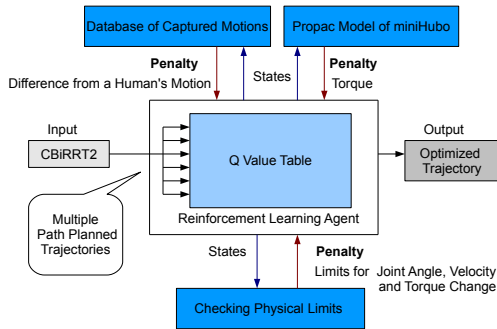 Database of Captured Motions
Propac Model of miniHubo
Penalty
Difference from a Human's Motion
States
Penalty
Torque
Input
CBiRRT2
Q Value Table
Output
Optimized
Trajectory
Multiple
Path Planned
Trajectories
Reinforcement Learning Agent
States
Penalty
Limits for Joint Angle, Velocity
and Torque Change
Checking Physical Limits